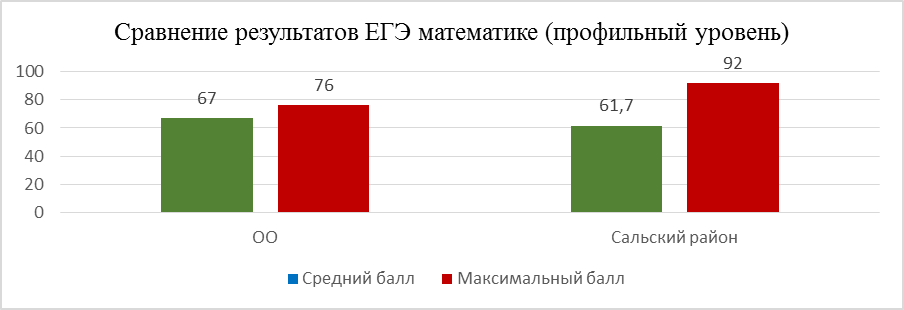 Сравнение результатов ЕГЭ математике (профильный уровень)
100
80
60
40
20
0
67
76
61,7
92
ОО
Сальский район
Средний балл
Максимальный балл